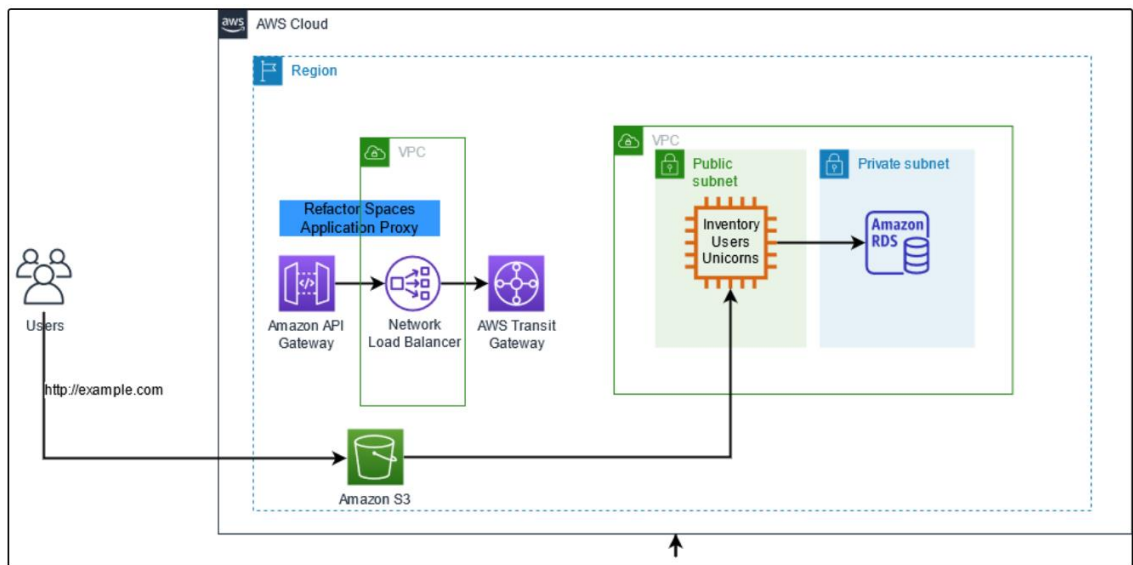 aws
AWS Cloud
Region
VPC
VPC
Public
subnet
Private subnet
Refactor Spaces
Application Proxy
Inventory
Users
Unicorns
Amazon
RDS
Users
Amazon API
Gateway
Network
Load Balancer
AWS Transit
Gateway
http://example.com
Amazon S3